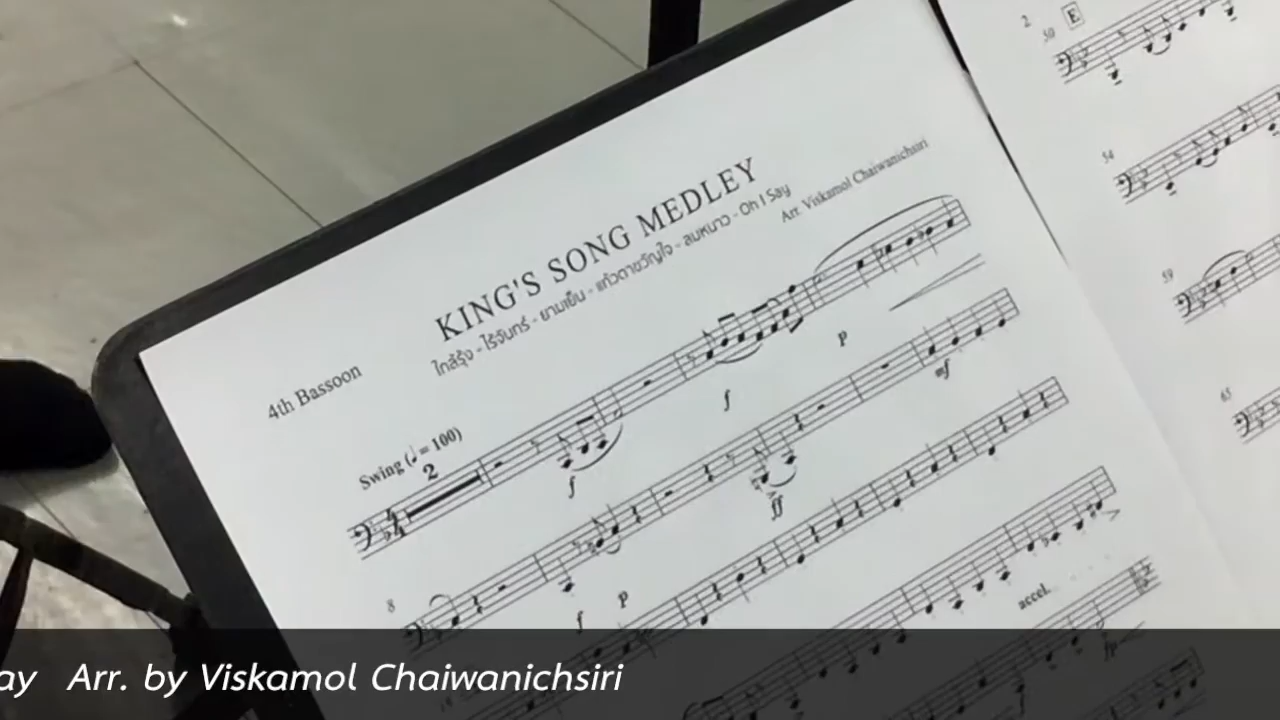 KING'S SONG MEDLEY
ใกล้รุ่ง - ไร้จันทร์ - ยามเย็น - แก้วตาขวัญใจ - ลมหนาว - Oh I Say
Arr. Viskamol Chaiwanichsiri
4th Bassoon
Swing (♩ = 100)
2
f
f
p
8
f
p
ff
mf
accel.
fp
2
50
E
54
59
65
ay Arr. by Viskamol Chaiwanichsiri